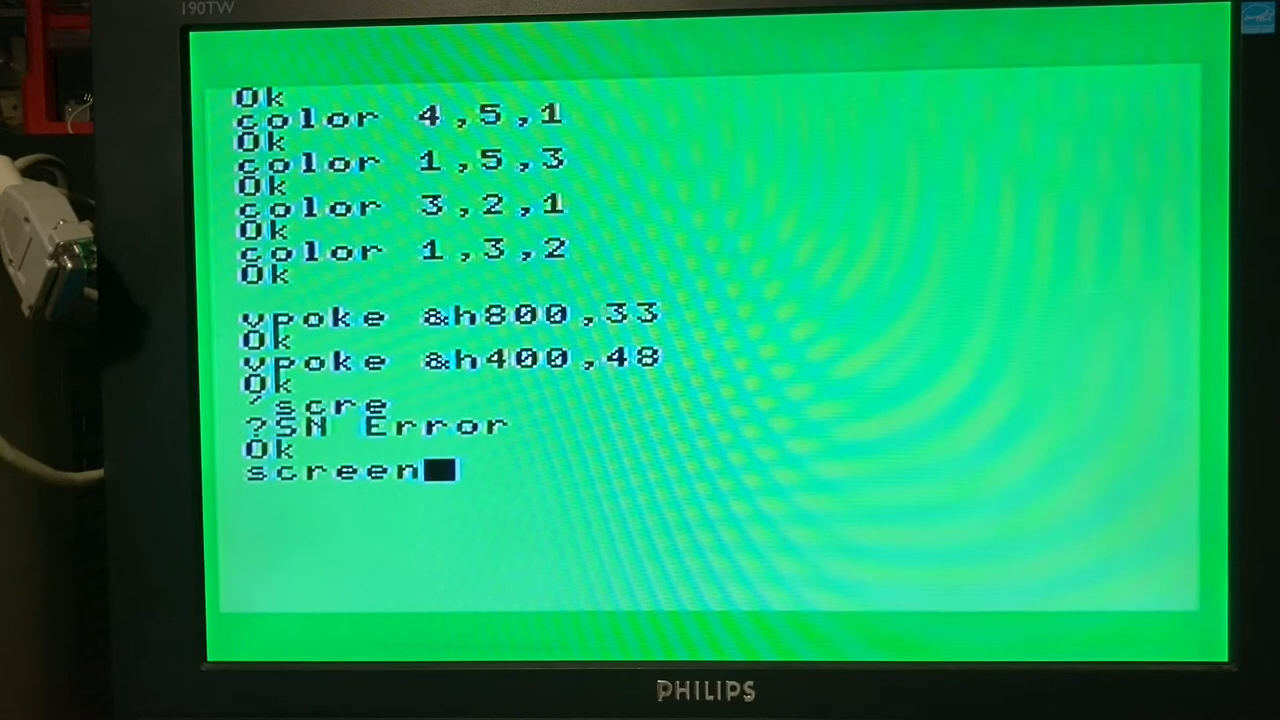 190TW
Ok
color 4,5,1
Ok
color 1,5,3
Ok
color 3,2,1
Ok
color 1,3,2
Ok
vpoke &h800,33
Ok
vpoke &h400,48
Ok
?scre
?SN Error
Ok
screen
PHILIPS